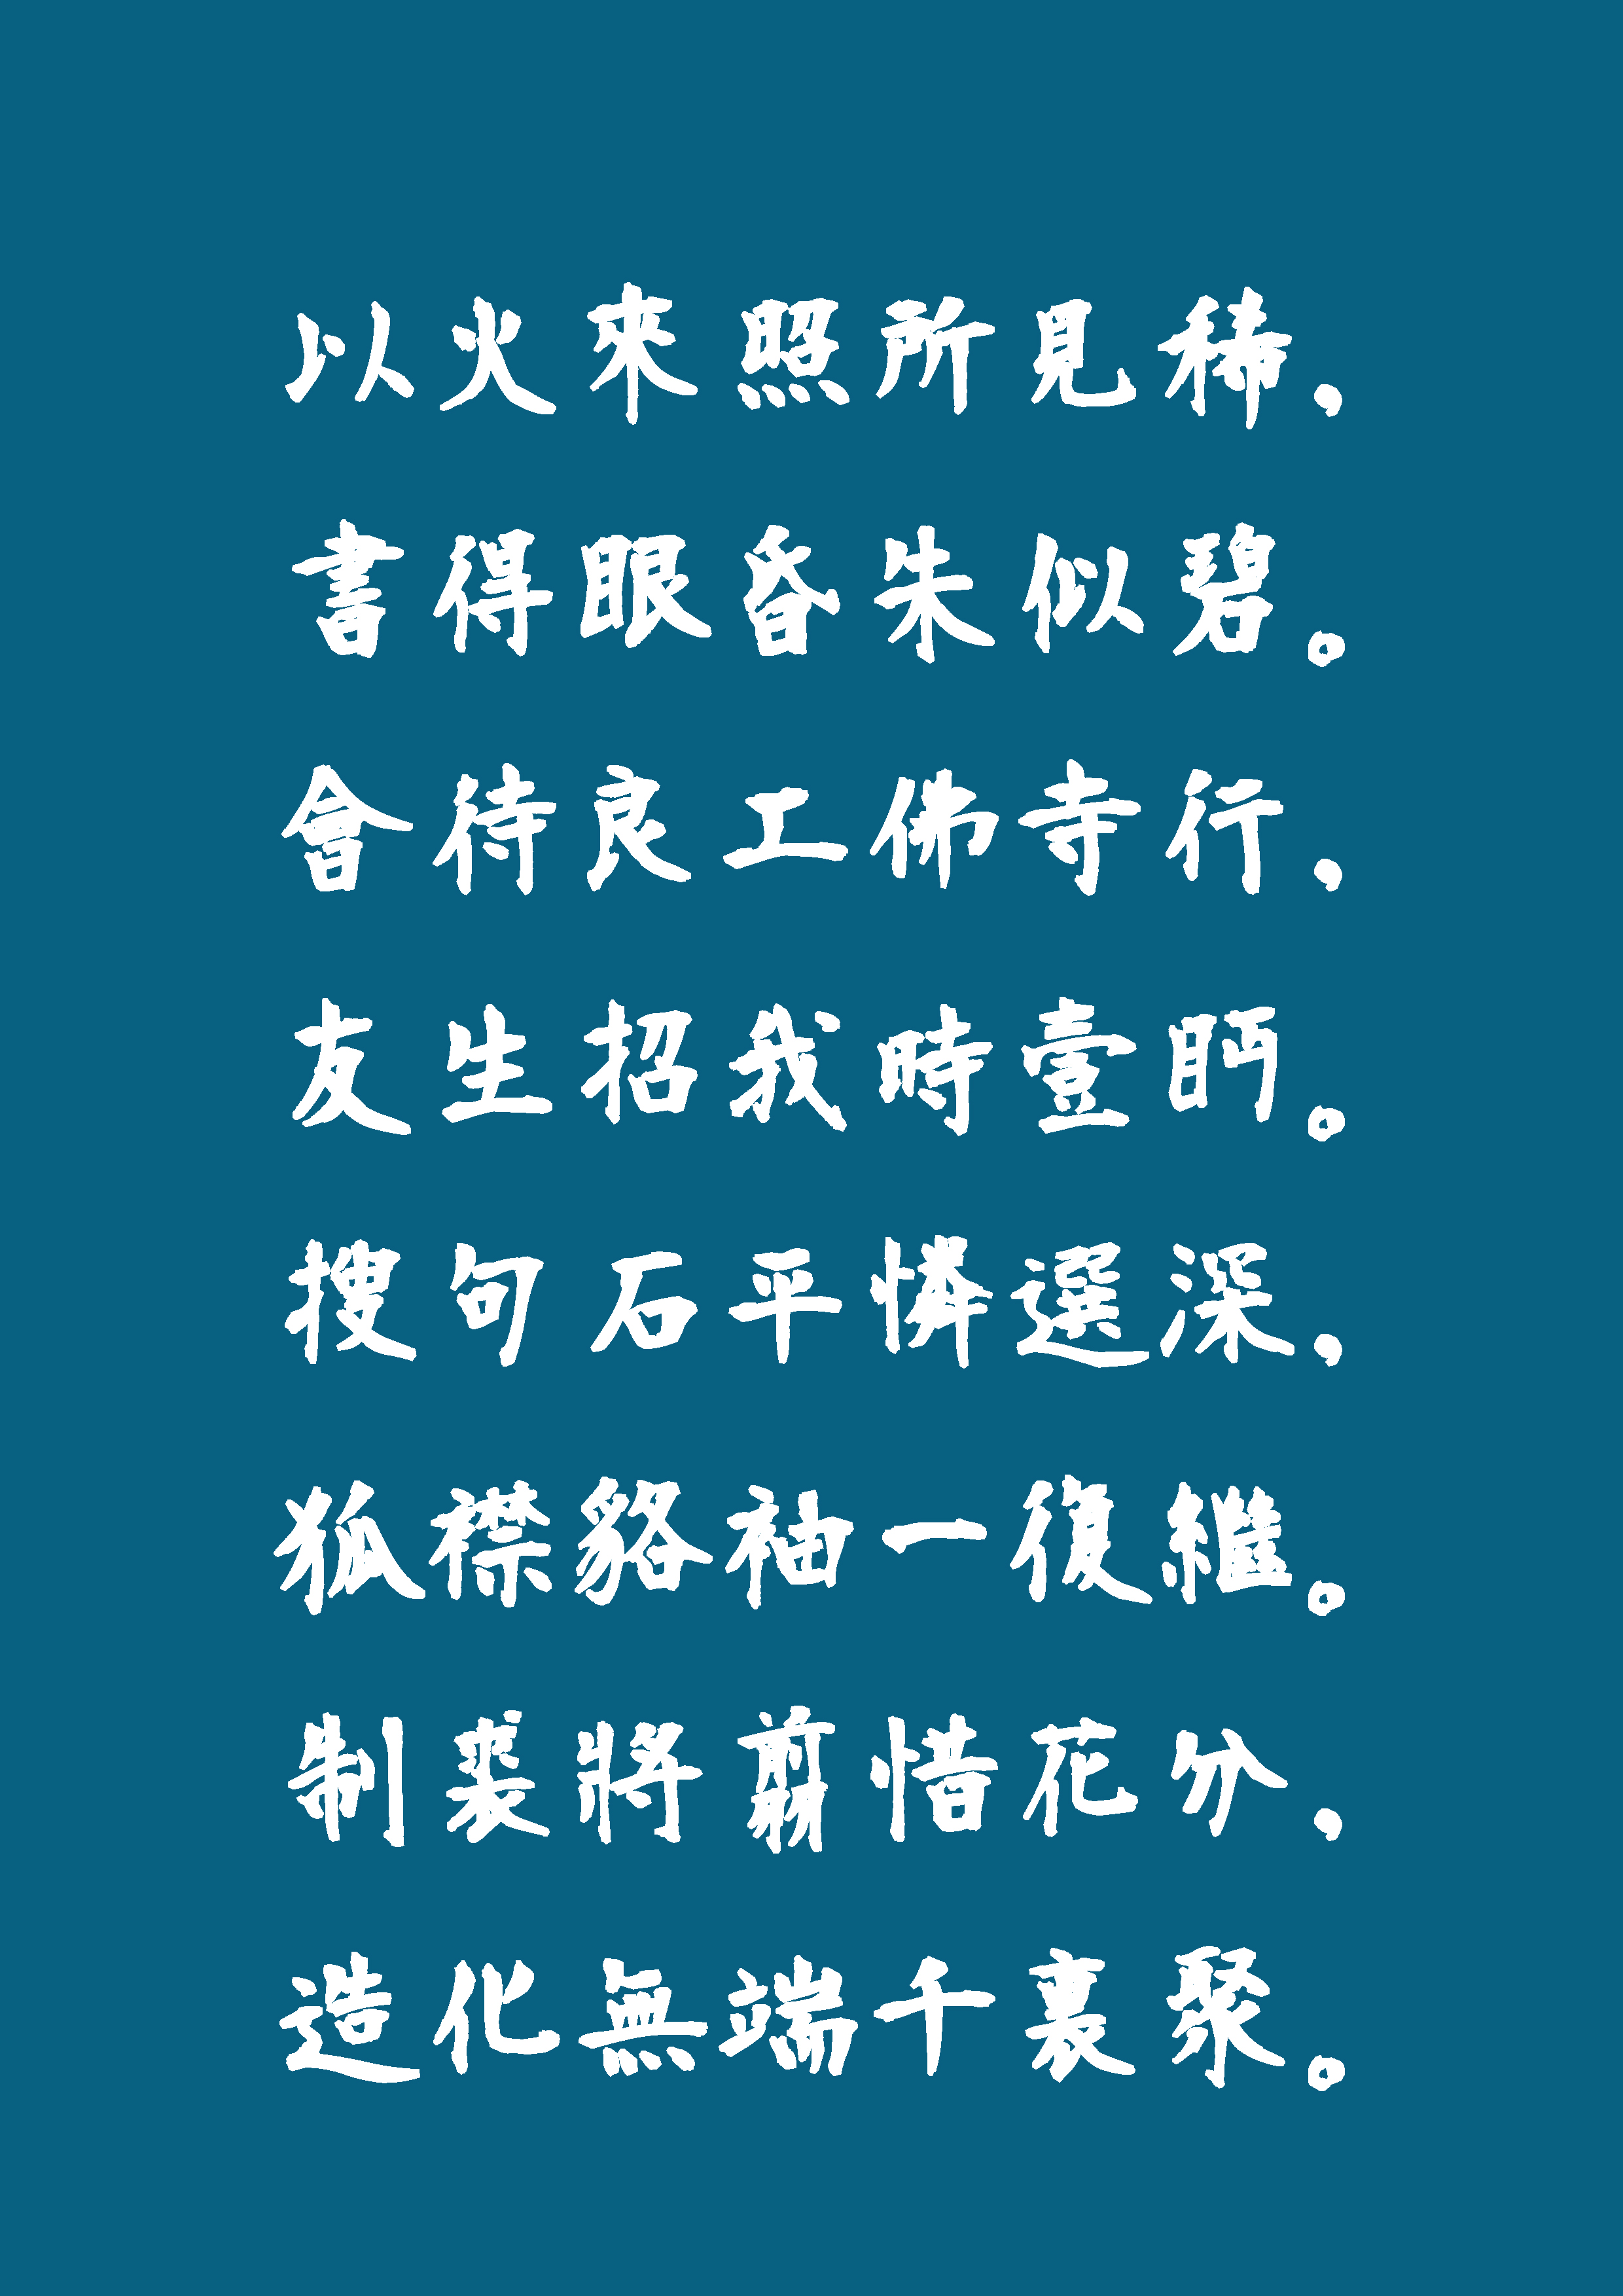 以火來照所見稀，
書得眼昏朱似碧。
會待良工佛寺行，
友生招我時壹眄。
搜句石平憐選深，
狐襟貉袖一復繼。
制裘將翦惜花分，
造化無端千裏聚。